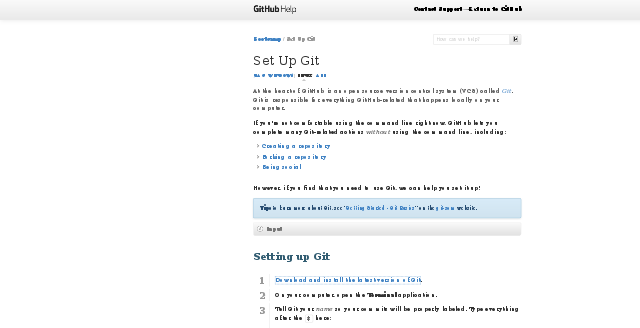 GitHub Help
Contact Support Return to GitHub
Bootcamp / Set Up Git
How can we help?
Set Up Git
At the heart of GitHub is an open source version control system (VCS) called Git.
Git is responsible for everything GitHub-related that happens locally on your
computer.
If you're not comfortable using the command line right now, GitHub lets you
complete many Git-related actions without using the command line, including:
Creating a repository
Forking a repository
Being social
However, if you find that you need to use Git, we can help you set it up!
Tip: to learn more about Git, see "Getting Started - Git Basics" on the website.
Setting up Git
1 Download and install the latest version of Git.
2 On your computer, open the Terminal application.
3 Tell Git your name so your commits will be properly labeled. Type everything
after the $ here: